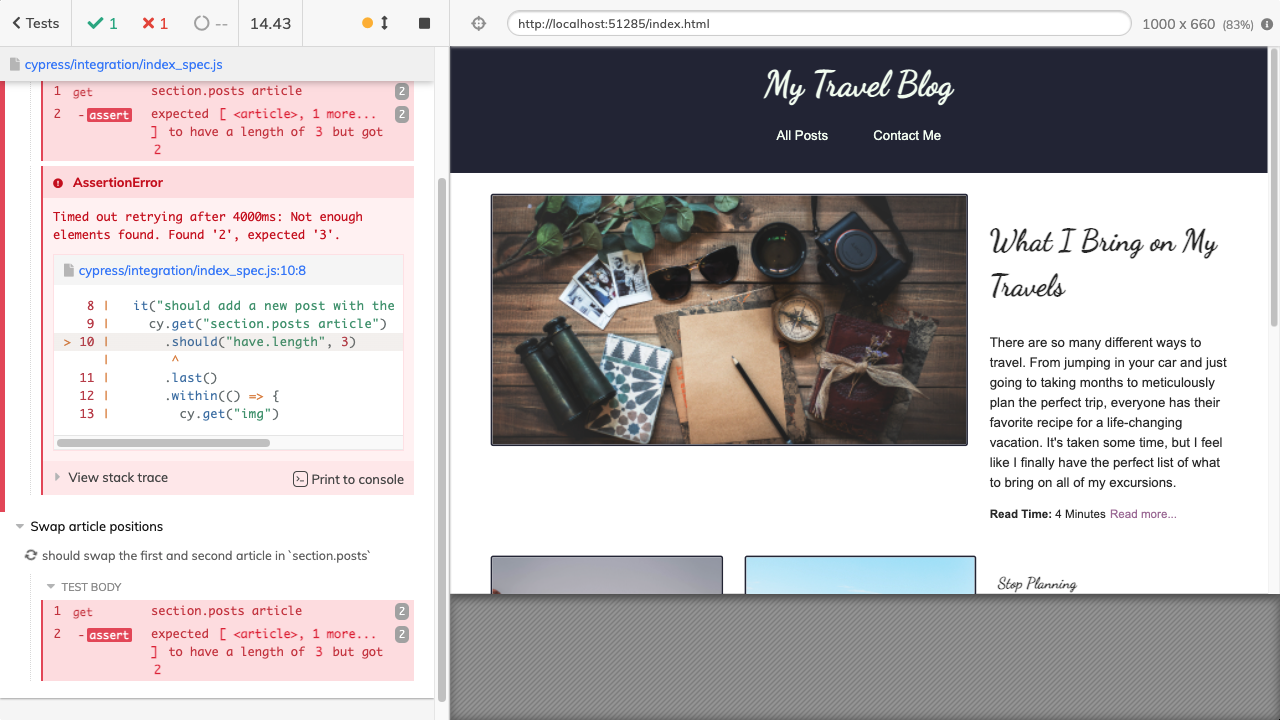 Tests
1
1
--
14.43
http://localhost:51285/index.html
1000 x 660 (83%)
cypress/integration/index_spec.js
1 get section.posts article 2
2 -assert expected [ <article>, 1 more... 2
] to have a length of 3 but got
2
AssertionError
Timed out retrying after 4000ms: Not enough
elements found. Found '2', expected '3'.
cypress/integration/index_spec.js:10:8
8 | it("should add a new post with the
9 | cy.get("section.posts article")
> 10 | .should("have.length", 3)
| ^
11 | .last()
12 | .within(() => {
13 | cy.get("img")
View stack trace
Print to console
Swap article positions
should swap the first and second article in `section.posts`
TEST BODY
1 get section.posts article 2
2 -assert expected [ <article>, 1 more... 2
] to have a length of 3 but got
2
My Travel Blog
All Posts Contact Me
What I Bring on My
Travels
There are so many different ways to
travel. From jumping in your car and just
going to taking months to meticulously
plan the perfect trip, everyone has their
favorite recipe for a life-changing
vacation. It's taken some time, but I feel
like I finally have the perfect list of what
to bring on all of my excursions.
Read Time: 4 Minutes Read more...
Stop Planning